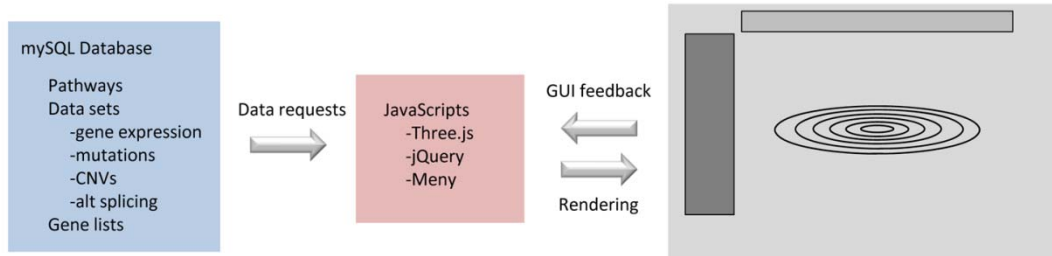 mySQL Database
Pathways
Data sets
-gene expression
-mutations
-CNVs
-alt splicing
Gene lists
Data requests
JavaScripts
-Three.js
-jQuery
-Meny
GUI feedback
Rendering